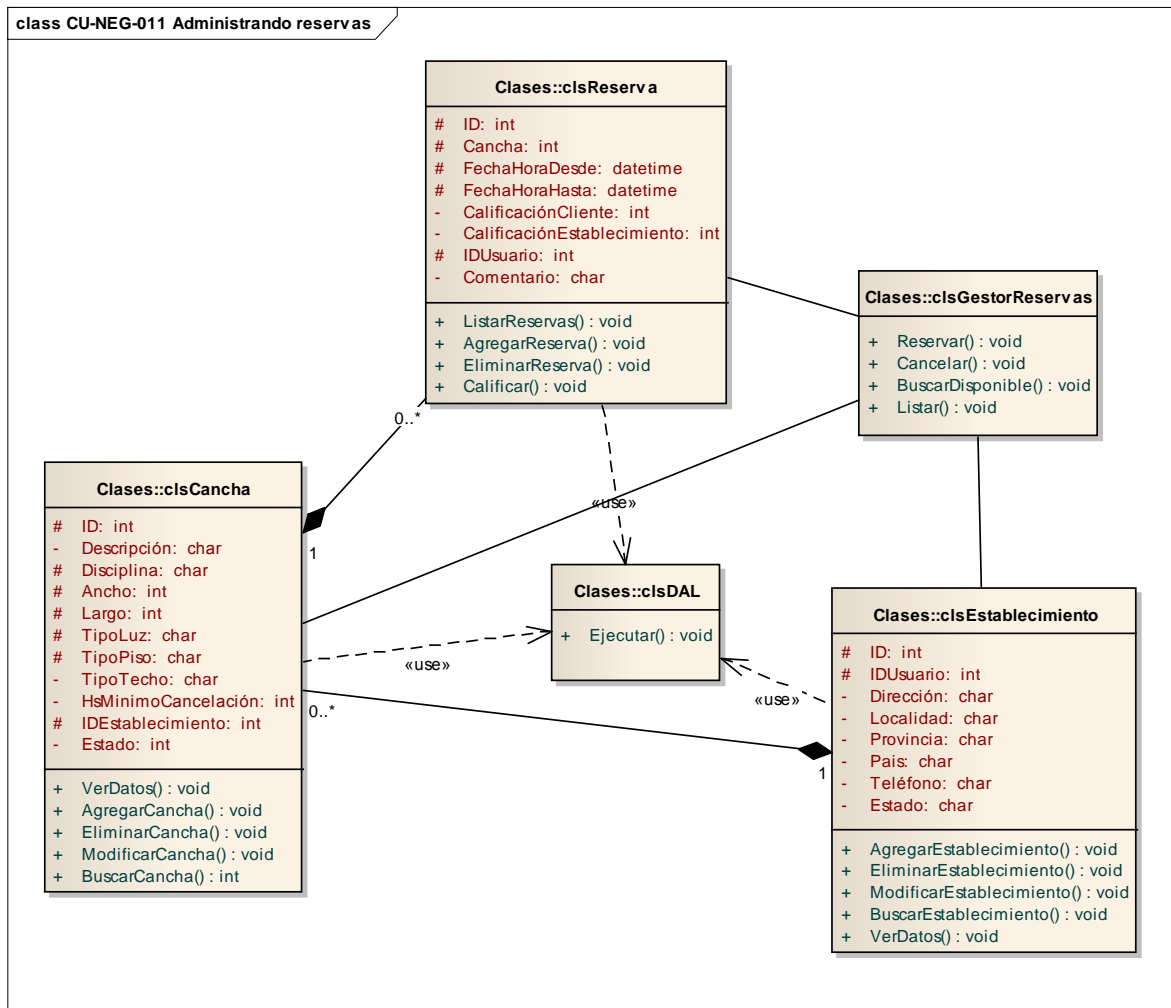 class CU-NEG-011 Administrando reservas
Clases::clsReserva
# ID: int
# Cancha: int
# FechaHoraDesde: datetime
# FechaHoraHasta: datetime
- CalificaciónCliente: int
- CalificaciónEstablecimiento: int
# IDUsuario: int
- Comentario: char
+ ListarReservas() : void
+ AgregarReserva() : void
+ EliminarReserva() : void
+ Calificar() : void
Clases::clsGestorReservas
+ Reservar() : void
+ Cancelar() : void
+ BuscarDisponible() : void
+ Listar() : void
0..*
1
«use»
Clases::clsCancha
# ID: int
- Descripción: char
# Disciplina: char
# Ancho: int
# Largo: int
# TipoLuz: char
# TipoPiso: char
- TipoTecho: char
- HsMinimoCancelación: int
# IDEstablecimiento: int
- Estado: int
+ VerDatos() : void
+ AgregarCancha() : void
+ EliminarCancha() : void
+ ModificarCancha() : void
+ BuscarCancha() : int
Clases::clsDAL
+ Ejecutar() : void
«use»
«use»
0..*
1
Clases::clsEstablecimiento
# ID: int
# IDUsuario: int
- Dirección: char
- Localidad: char
- Provincia: char
- Pais: char
- Teléfono: char
- Estado: char
+ AgregarEstablecimiento() : void
+ EliminarEstablecimiento() : void
+ ModificarEstablecimiento() : void
+ BuscarEstablecimiento() : void
+ VerDatos() : void